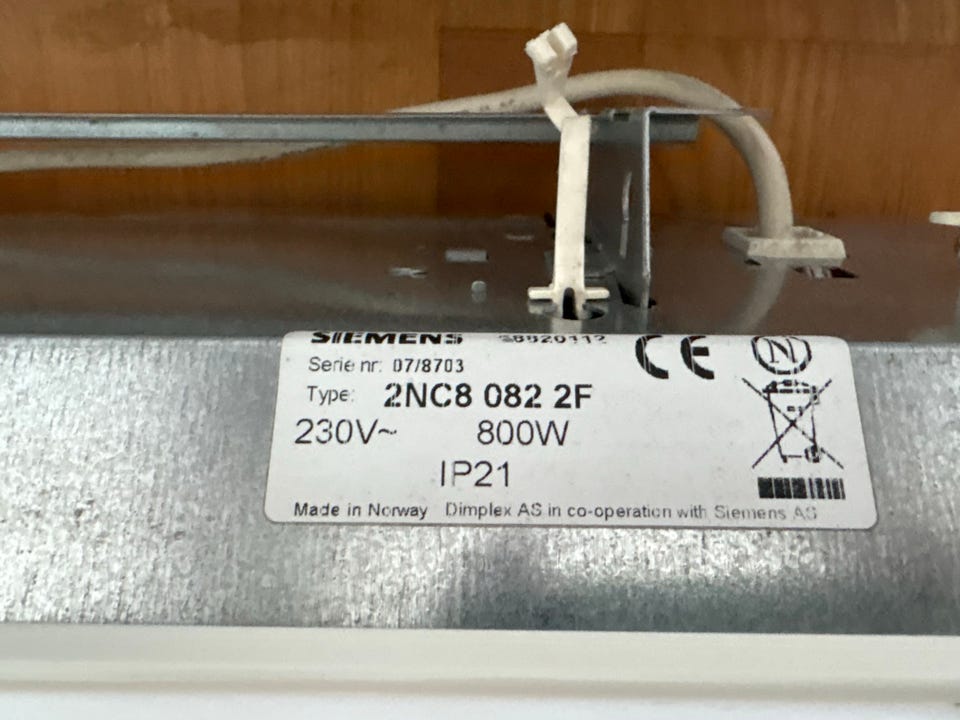 SIEMENS
Serie nr: 07/8703
CE
N
Type: 2NC8 082 2F
230V~ 800W
IP21
Made in Norway Dimplex AS in co-operation with Siemens AS